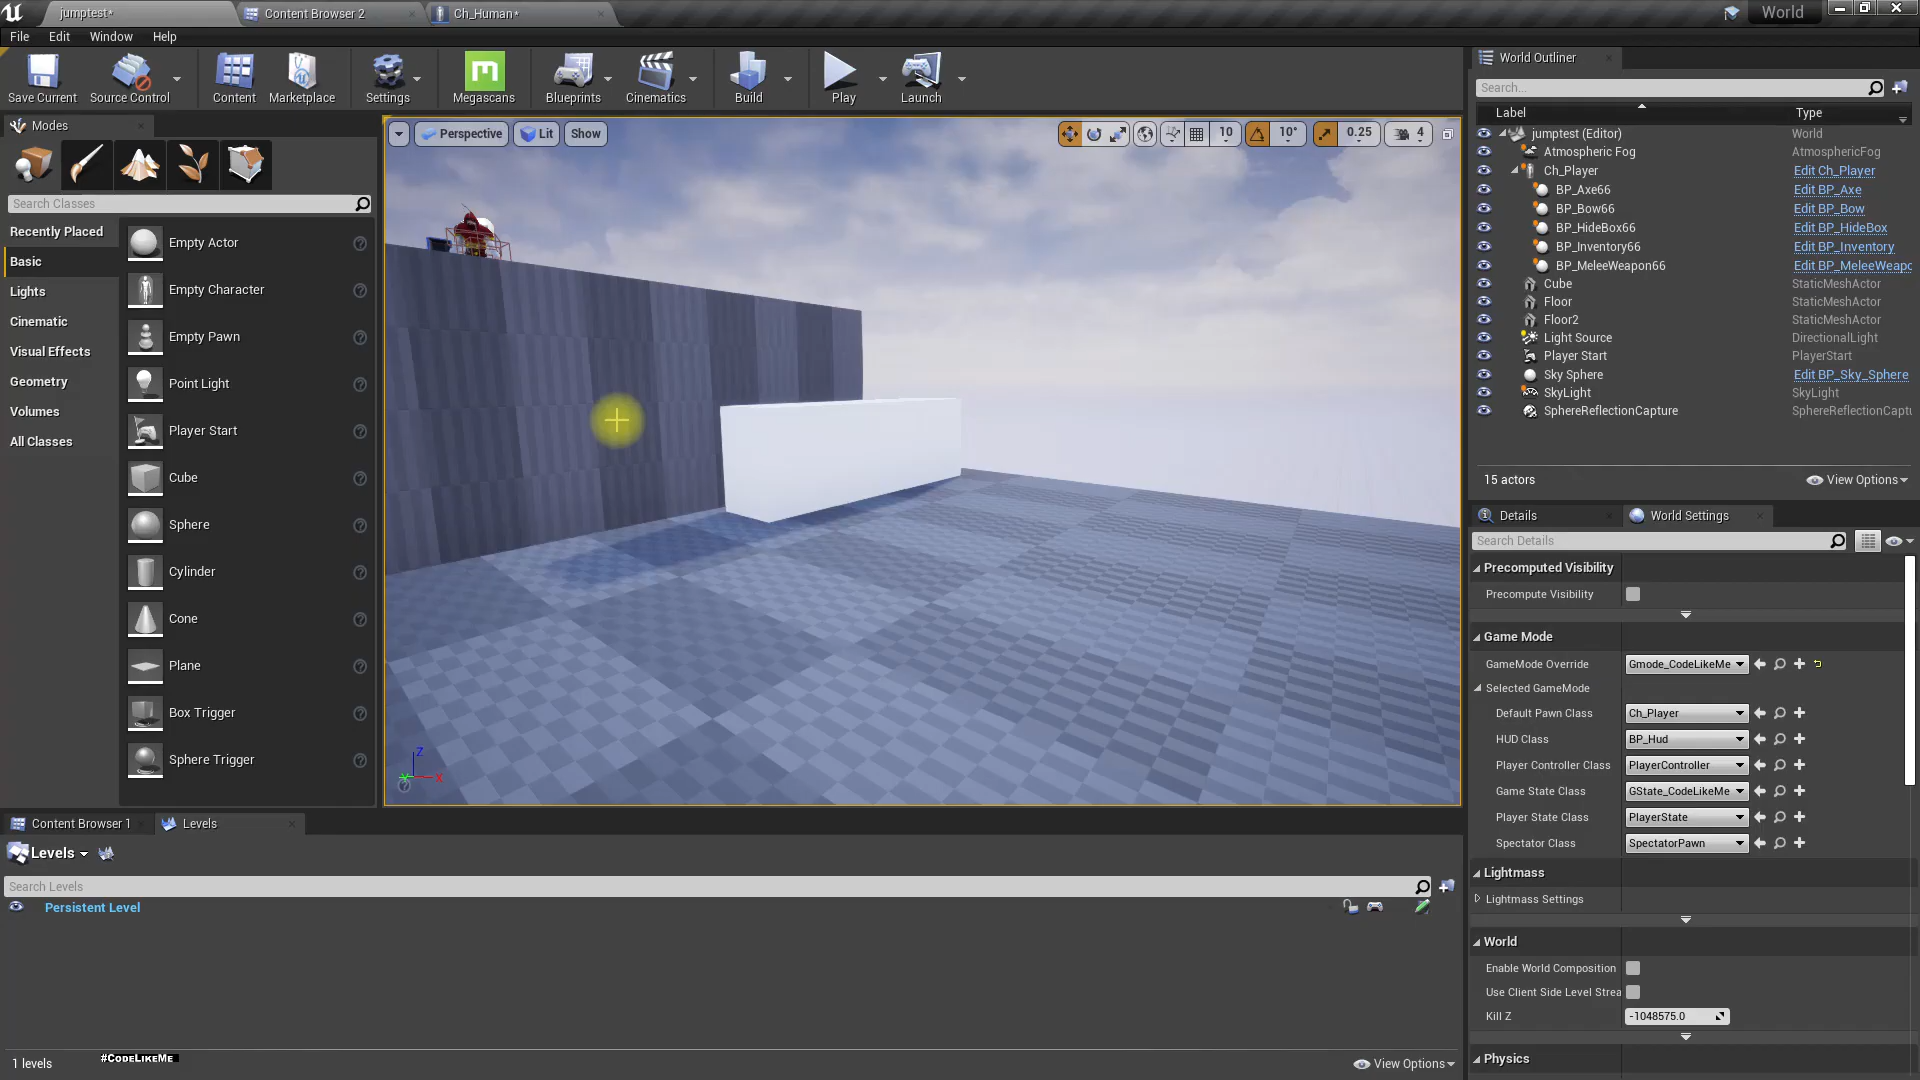 jumptest*
Content Browser 2
Ch_Human*
World
File Edit Window Help
Save Current
Source Control
Content
Marketplace
Settings
Megascans
Blueprints
Cinematics
Build
Play
Launch
Modes
Search Classes
Recently Placed
Basic
Lights
Cinematic
Visual Effects
Geometry
Volumes
All Classes
Empty Actor
Empty Character
Empty Pawn
Point Light
Player Start
Cube
Sphere
Cylinder
Cone
Plane
Box Trigger
Sphere Trigger
Perspective
Lit
Show
10
10°
0.25
4
Z
X
World Outliner
Search...
Label Type
jumptest (Editor) World
Atmospheric Fog AtmosphericFog
Ch_Player Edit Ch_Player
BP_Axe66 Edit BP_Axe
BP_Bow66 Edit BP_Bow
BP_HideBox66 Edit BP_HideBox
BP_Inventory66 Edit BP_Inventory
BP_MeleeWeapon66 Edit BP_MeleeWeapo
Cube StaticMeshActor
Floor StaticMeshActor
Floor2 StaticMeshActor
Light Source DirectionalLight
Player Start PlayerStart
Sky Sphere Edit BP_Sky_Sphere
SkyLight SkyLight
SphereReflectionCapture SphereReflectionCaptu
15 actors
View Options
Details
World Settings
Search Details
Precomputed Visibility
Precompute Visibility
Game Mode
GameMode Override Gmode_CodeLikeMe
Selected GameMode
Default Pawn Class Ch_Player
HUD Class BP_Hud
Player Controller Class PlayerController
Game State Class GState_CodeLikeMe
Player State Class PlayerState
Spectator Class SpectatorPawn
Lightmass
Lightmass Settings
World
Enable World Composition
Use Client Side Level Strea
Kill Z -1048575.0
Physics
Content Browser 1
Levels
Levels
Search Levels
Persistent Level
1 levels
#CodeLikeMe
View Options